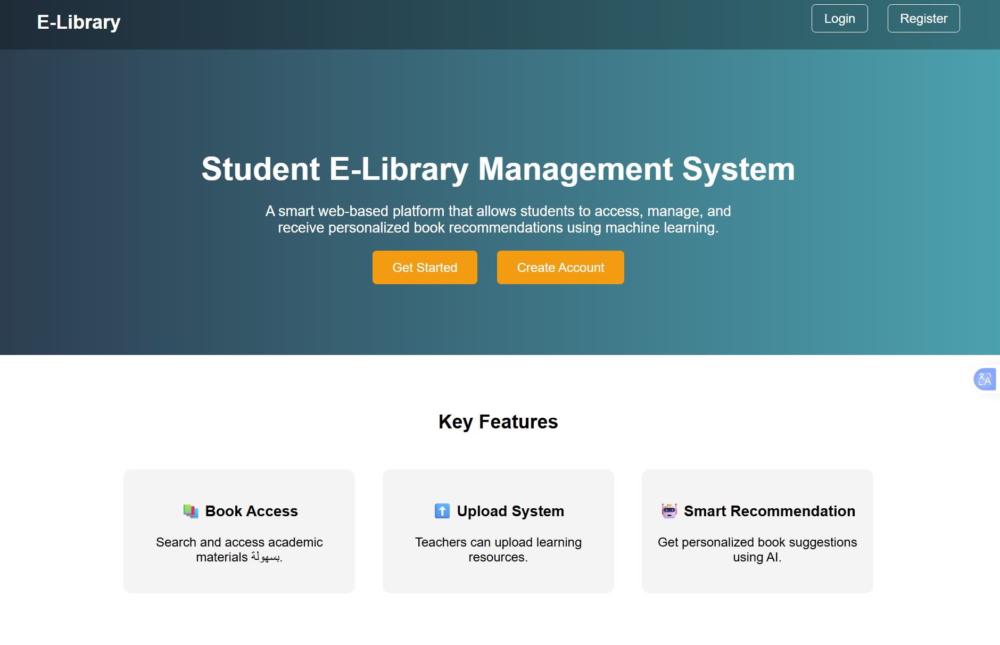 E-Library
Login
Register
Student E-Library Management System
A smart web-based platform that allows students to access, manage, and
receive personalized book recommendations using machine learning.
Get Started
Create Account
Key Features
📚 Book Access
Search and access academic
materials بسهولة.
⬆️ Upload System
Teachers can upload learning
resources.
🤖 Smart Recommendation
Get personalized book suggestions
using AI.